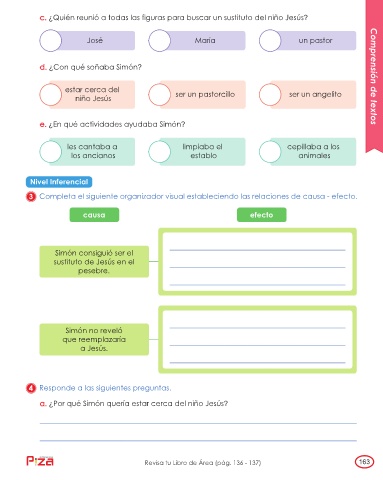 c. ¿Quién reunió a todas las figuras para buscar un sustituto del niño Jesús?
José
María
un pastor
d. ¿Con qué soñaba Simón?
estar cerca del
niño Jesús
ser un pastorcillo
ser un angelito
e. ¿En qué actividades ayudaba Simón?
les cantaba a
los ancianos
limpiaba el
establo
cepillaba a los
animales
Nivel Inferencial
3 Completa el siguiente organizador visual estableciendo las relaciones de causa - efecto.
causa
efecto
Simón consiguió ser el
sustituto de Jesús en el
pesebre.
Simón no reveló
que reemplazaría
a Jesús.
4 Responde a las siguientes preguntas.
a. ¿Por qué Simón quería estar cerca del niño Jesús?
Revisa tu Libro de Área (pág. 136 - 137)
163
Comprensión de textos